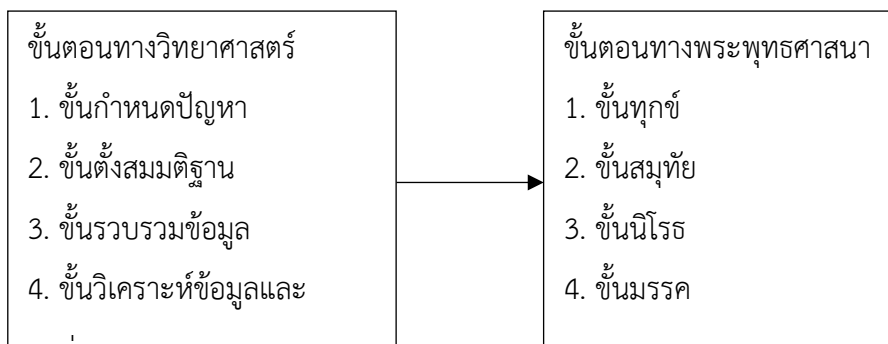 ขั้นตอนทางวิทยาศาสตร์
1. ขั้นกำหนดปัญหา
2. ขั้นตั้งสมมติฐาน
3. ขั้นรวบรวมข้อมูล
4. ขั้นวิเคราะห์ข้อมูลและ
ขั้นตอนทางพระพุทธศาสนา
1. ขั้นทุกข์
2. ขั้นสมุทัย
3. ขั้นนิโรธ
4. ขั้นมรรค